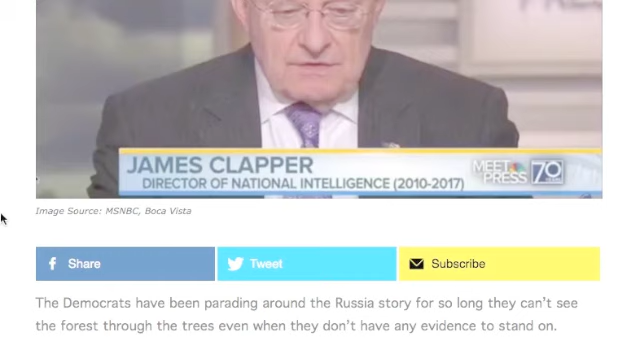 PRESS
JAMES CLAPPER
DIRECTOR OF NATIONAL INTELLIGENCE (2010-2017)
MEET
PRESS
70
Image Source: MSNBC, Boca Vista
Share
Tweet
Subscribe
The Democrats have been parading around the Russia story for so long they can't see
the forest through the trees even when they don't have any evidence to stand on.